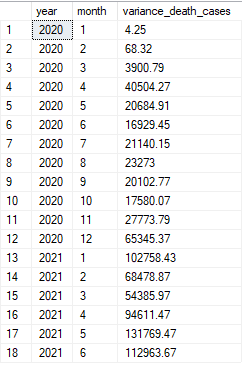 year month variance_death_cases
1 2020 1 4.25
2 2020 2 68.32
3 2020 3 3900.79
4 2020 4 40504.27
5 2020 5 20684.91
6 2020 6 16929.45
7 2020 7 21140.15
8 2020 8 23273
9 2020 9 20102.77
10 2020 10 17580.07
11 2020 11 27773.79
12 2020 12 65345.37
13 2021 1 102758.43
14 2021 2 68478.87
15 2021 3 54385.97
16 2021 4 94611.47
17 2021 5 131769.47
18 2021 6 112963.67